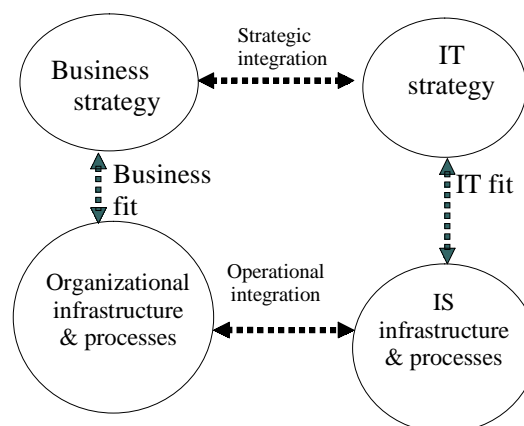 Business
strategy
Strategic
integration
IT
strategy
Business
fit
IT fit
Organizational
infrastructure
& processes
Operational
integration
IS
infrastructure
& processes